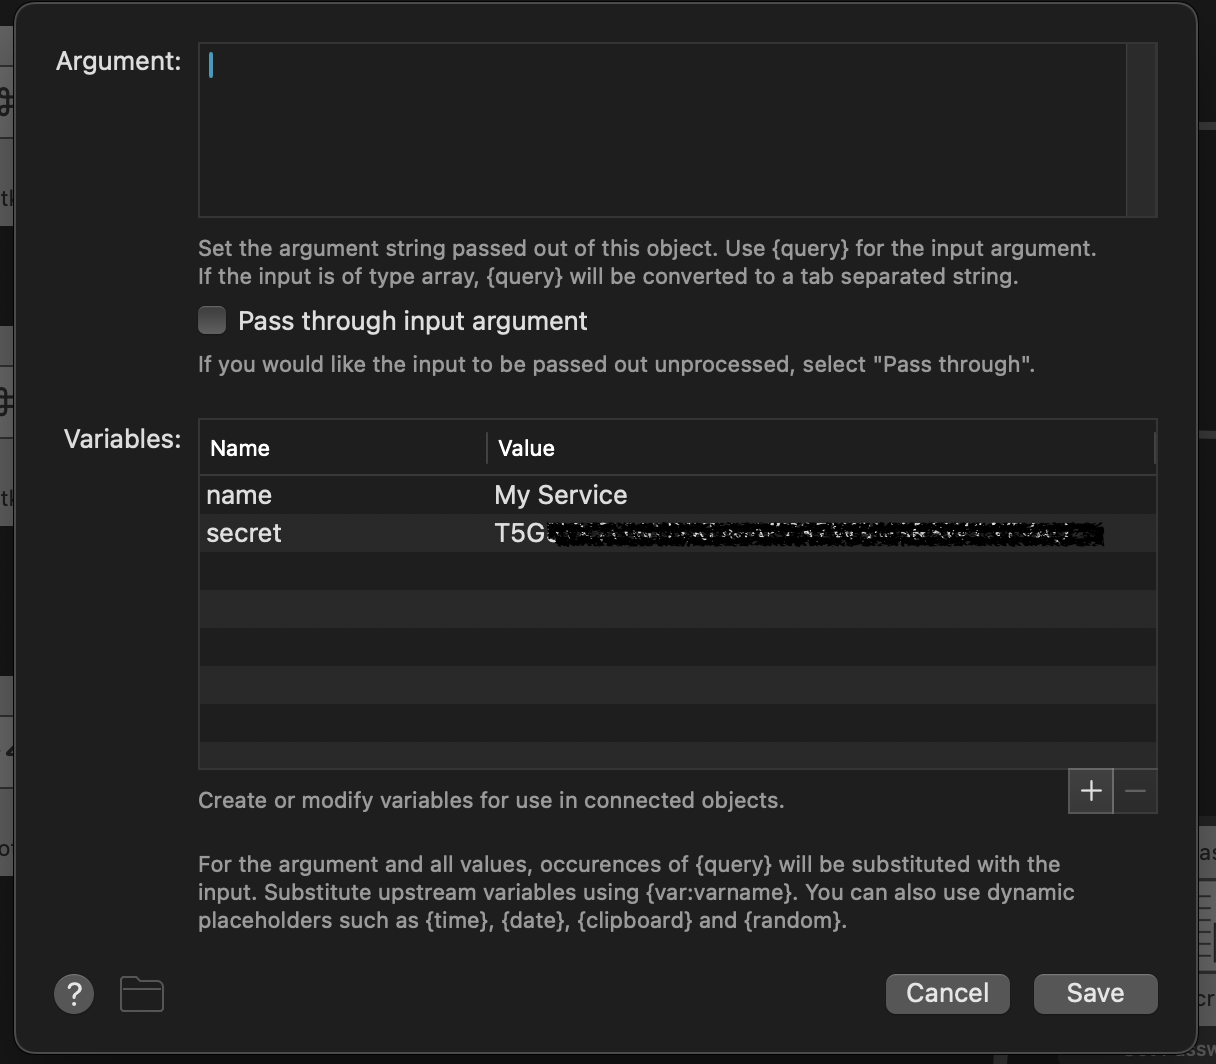 Argument:
Set the argument string passed out of this object. Use {query} for the input argument.
If the input is of type array, {query} will be converted to a tab separated string.
Pass through input argument
If you would like the input to be passed out unprocessed, select "Pass through".
Variables:
Name Value
name My Service
secret T5G
Create or modify variables for use in connected objects.
For the argument and all values, occurences of {query} will be substituted with the
input. Substitute upstream variables using {var:varname}. You can also use dynamic
placeholders such as {time}, {date}, {clipboard} and {random}.
? Cancel Save